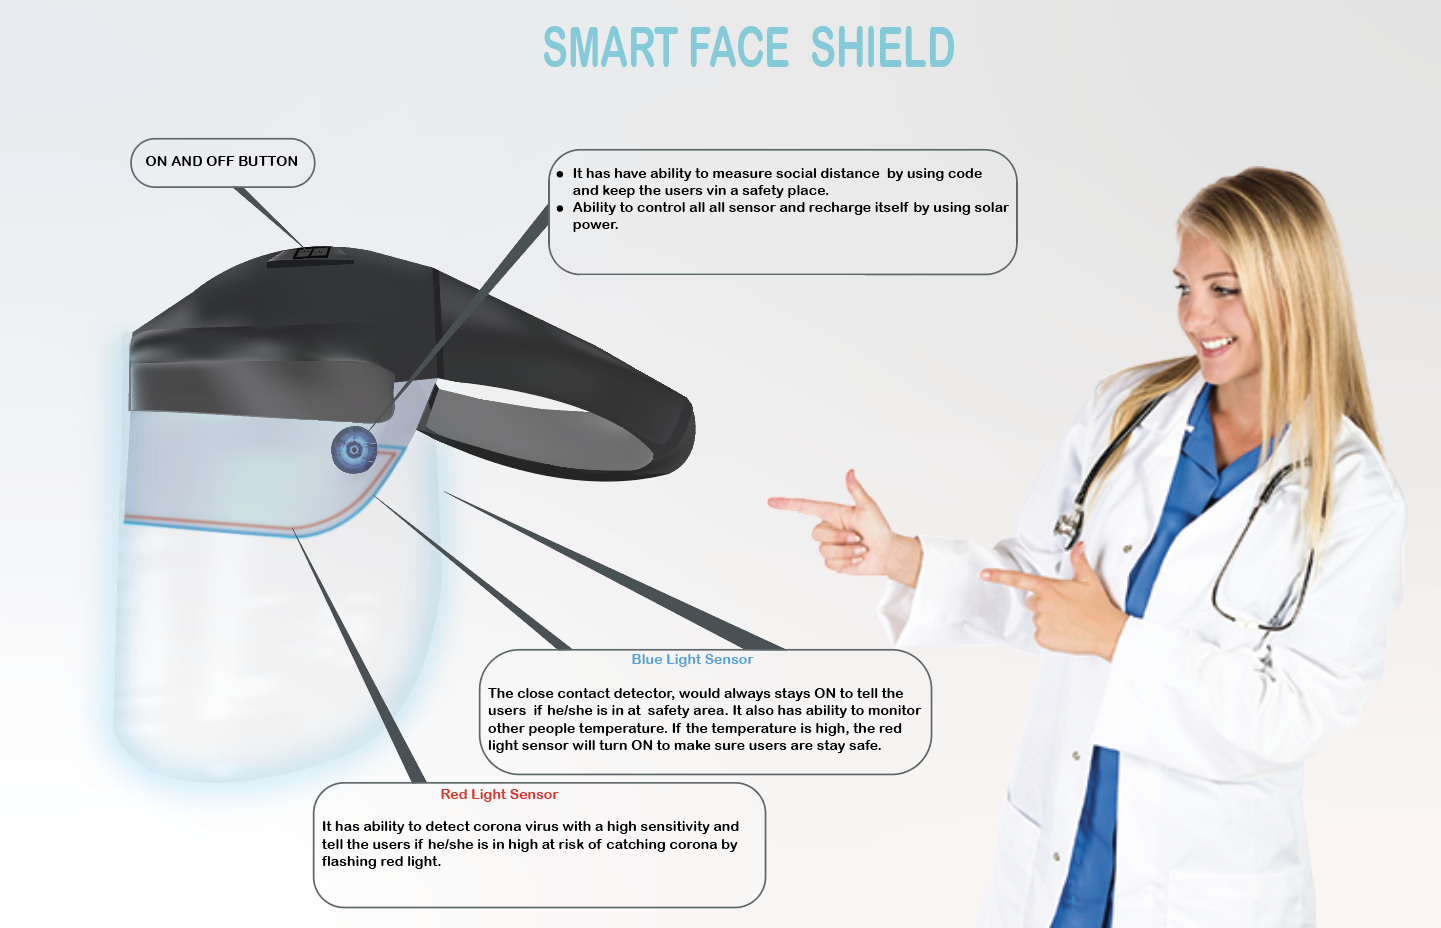 SMART FACE SHIELD
ON AND OFF BUTTON
● It has have ability to measure social distance by using code
and keep the users vin a safety place.
● Ability to control all all sensor and recharge itself by using solar
power.
Blue Light Sensor
The close contact detector, would always stays ON to tell the
users if he/she is in at safety area. It also has ability to monitor
other people temperature. If the temperature is high, the red
light sensor will turn ON to make sure users are stay safe.
Red Light Sensor
It has ability to detect corona virus with a high sensitivity and
tell the users if he/she is in high at risk of catching corona by
flashing red light.